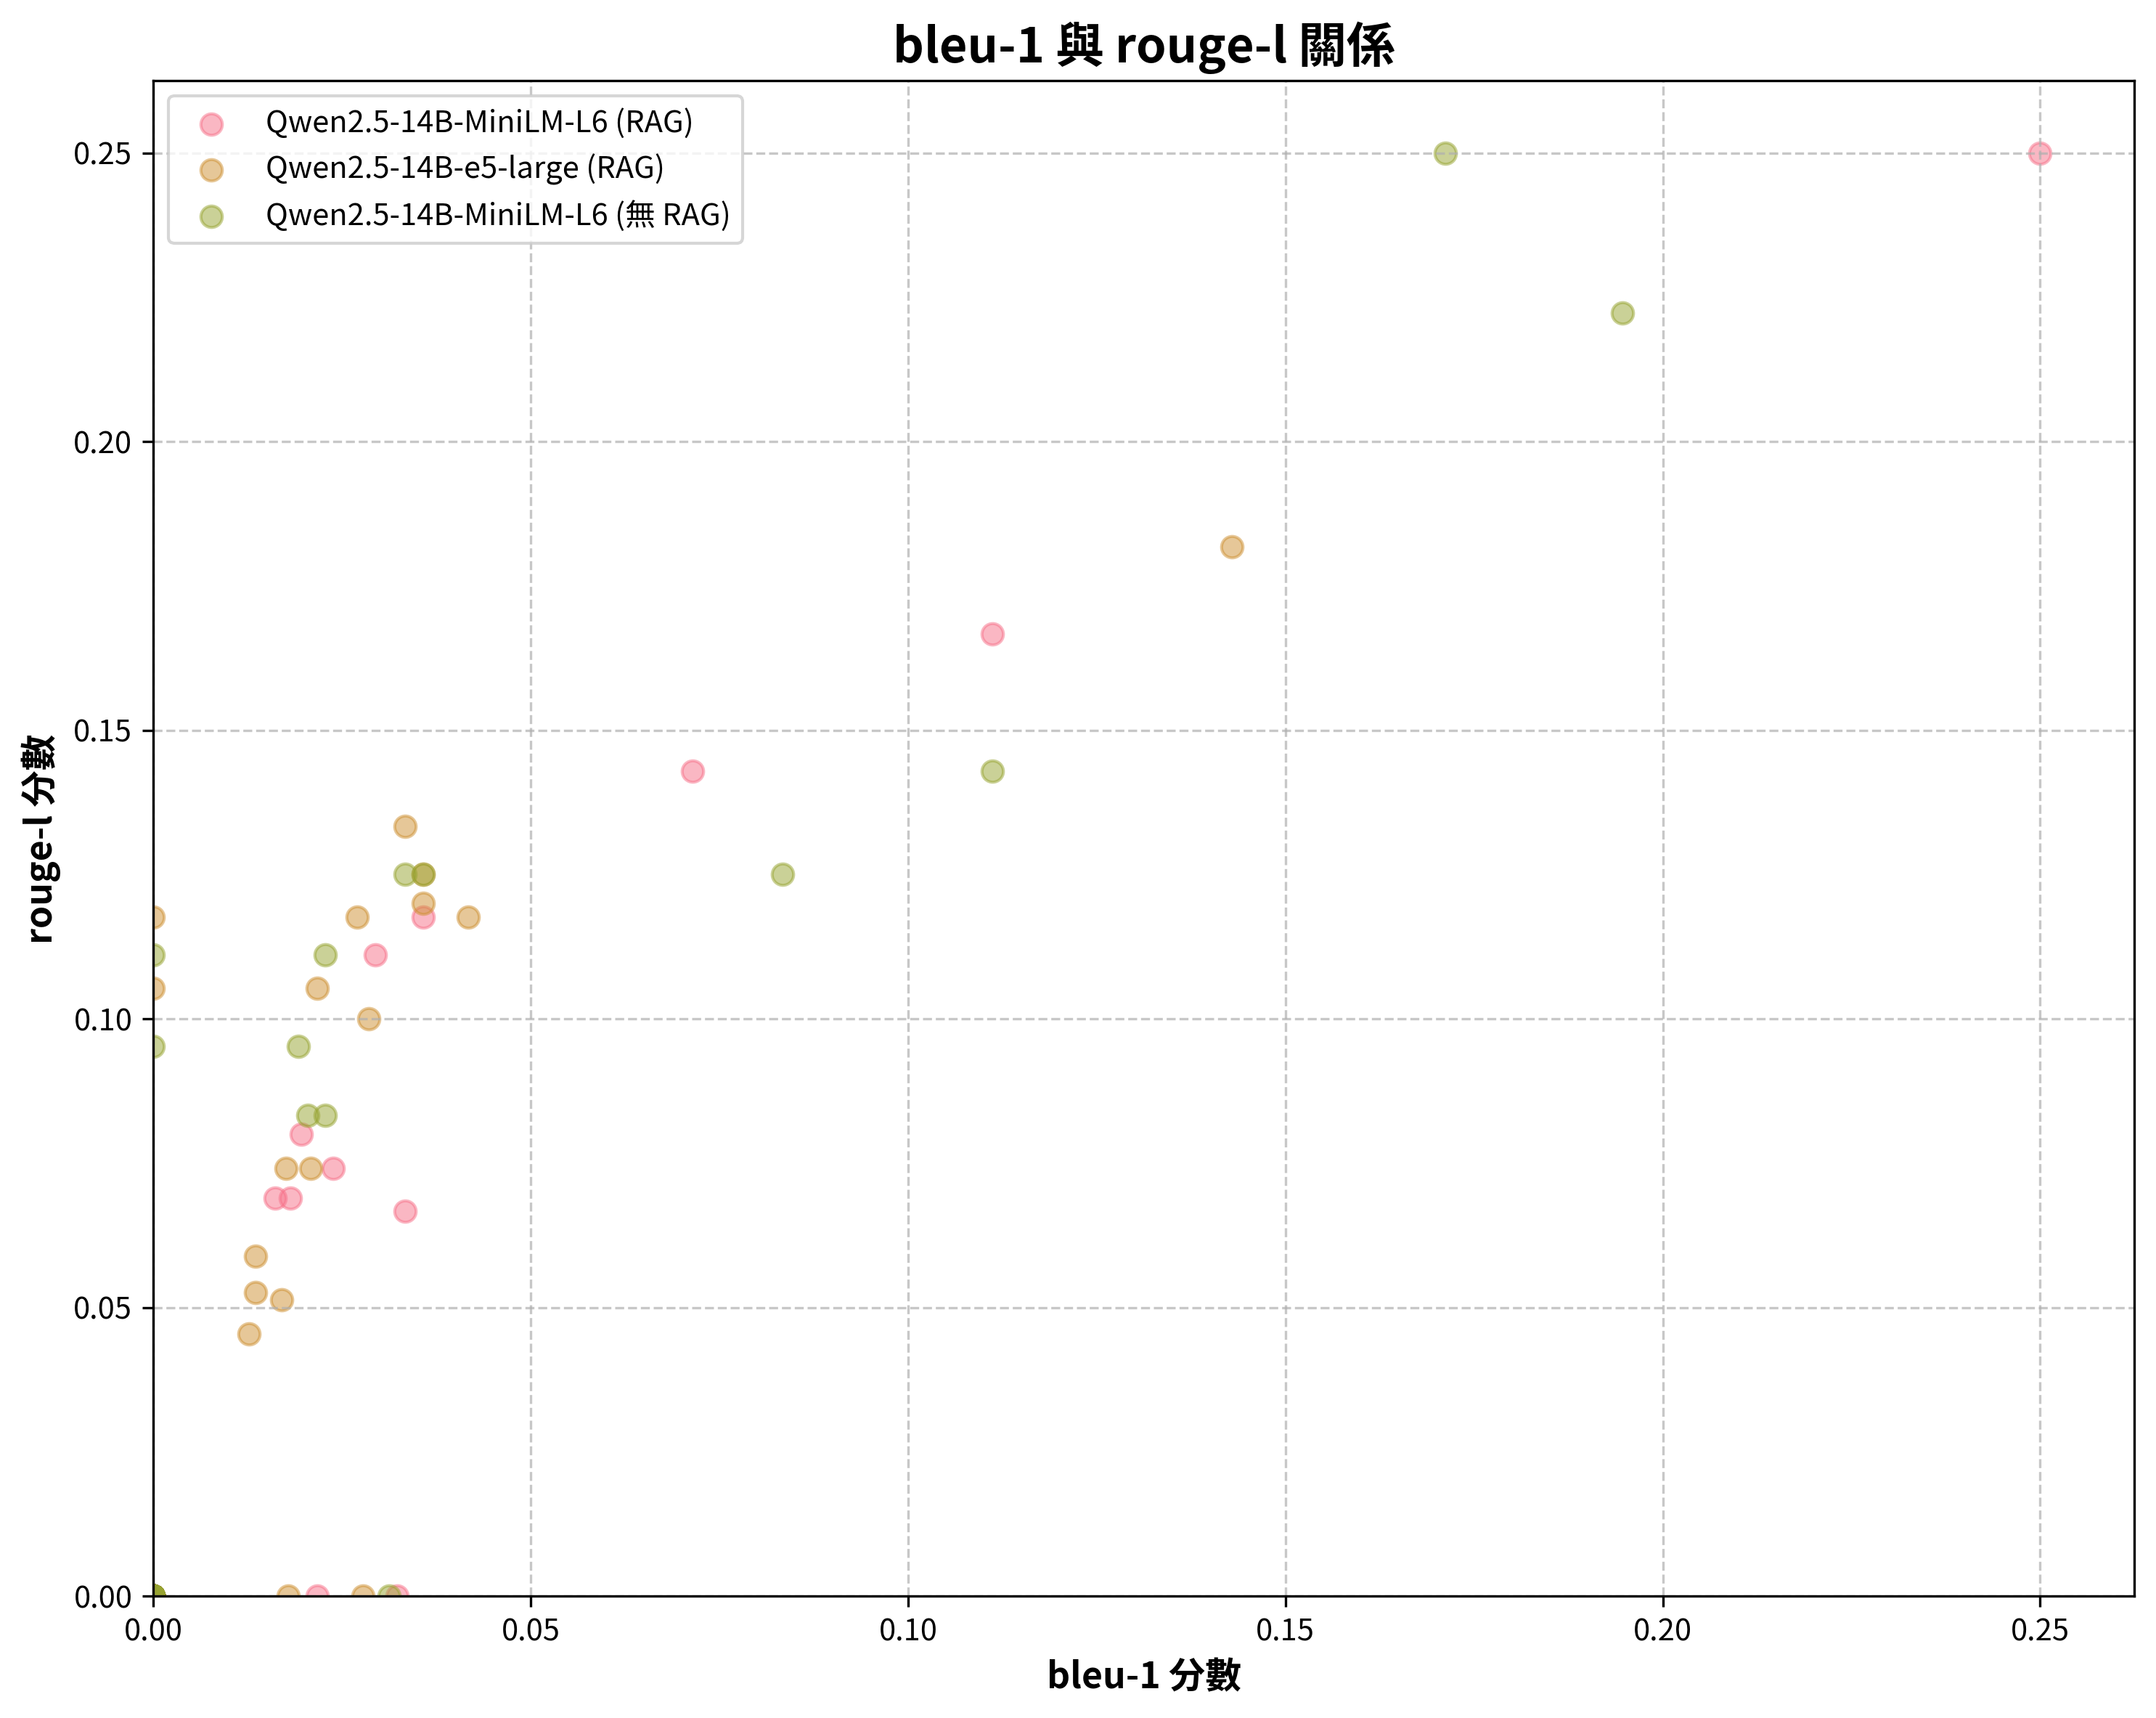 bleu-1 與 rouge-l 關係
Qwen2.5-14B-MiniLM-L6 (RAG)
Qwen2.5-14B-e5-large (RAG)
Qwen2.5-14B-MiniLM-L6 (無 RAG)
rouge-l 分數
0.25
0.20
0.15
0.10
0.05
0.00
0.00 0.05 0.10 0.15 0.20 0.25
bleu-1 分數